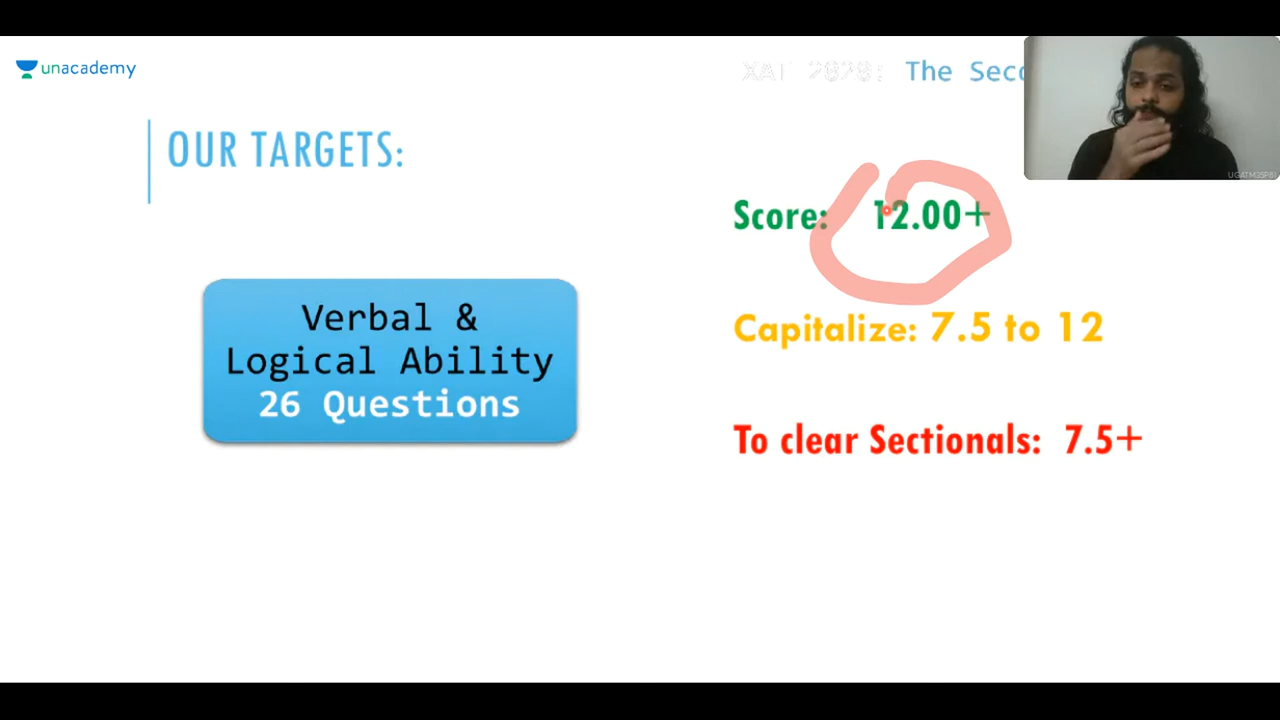 unacademy
XAT 2020: The Seco
OUR TARGETS:
Score: 12.00+
Verbal &
Logical Ability
26 Questions
Capitalize: 7.5 to 12
To clear Sectionals: 7.5+